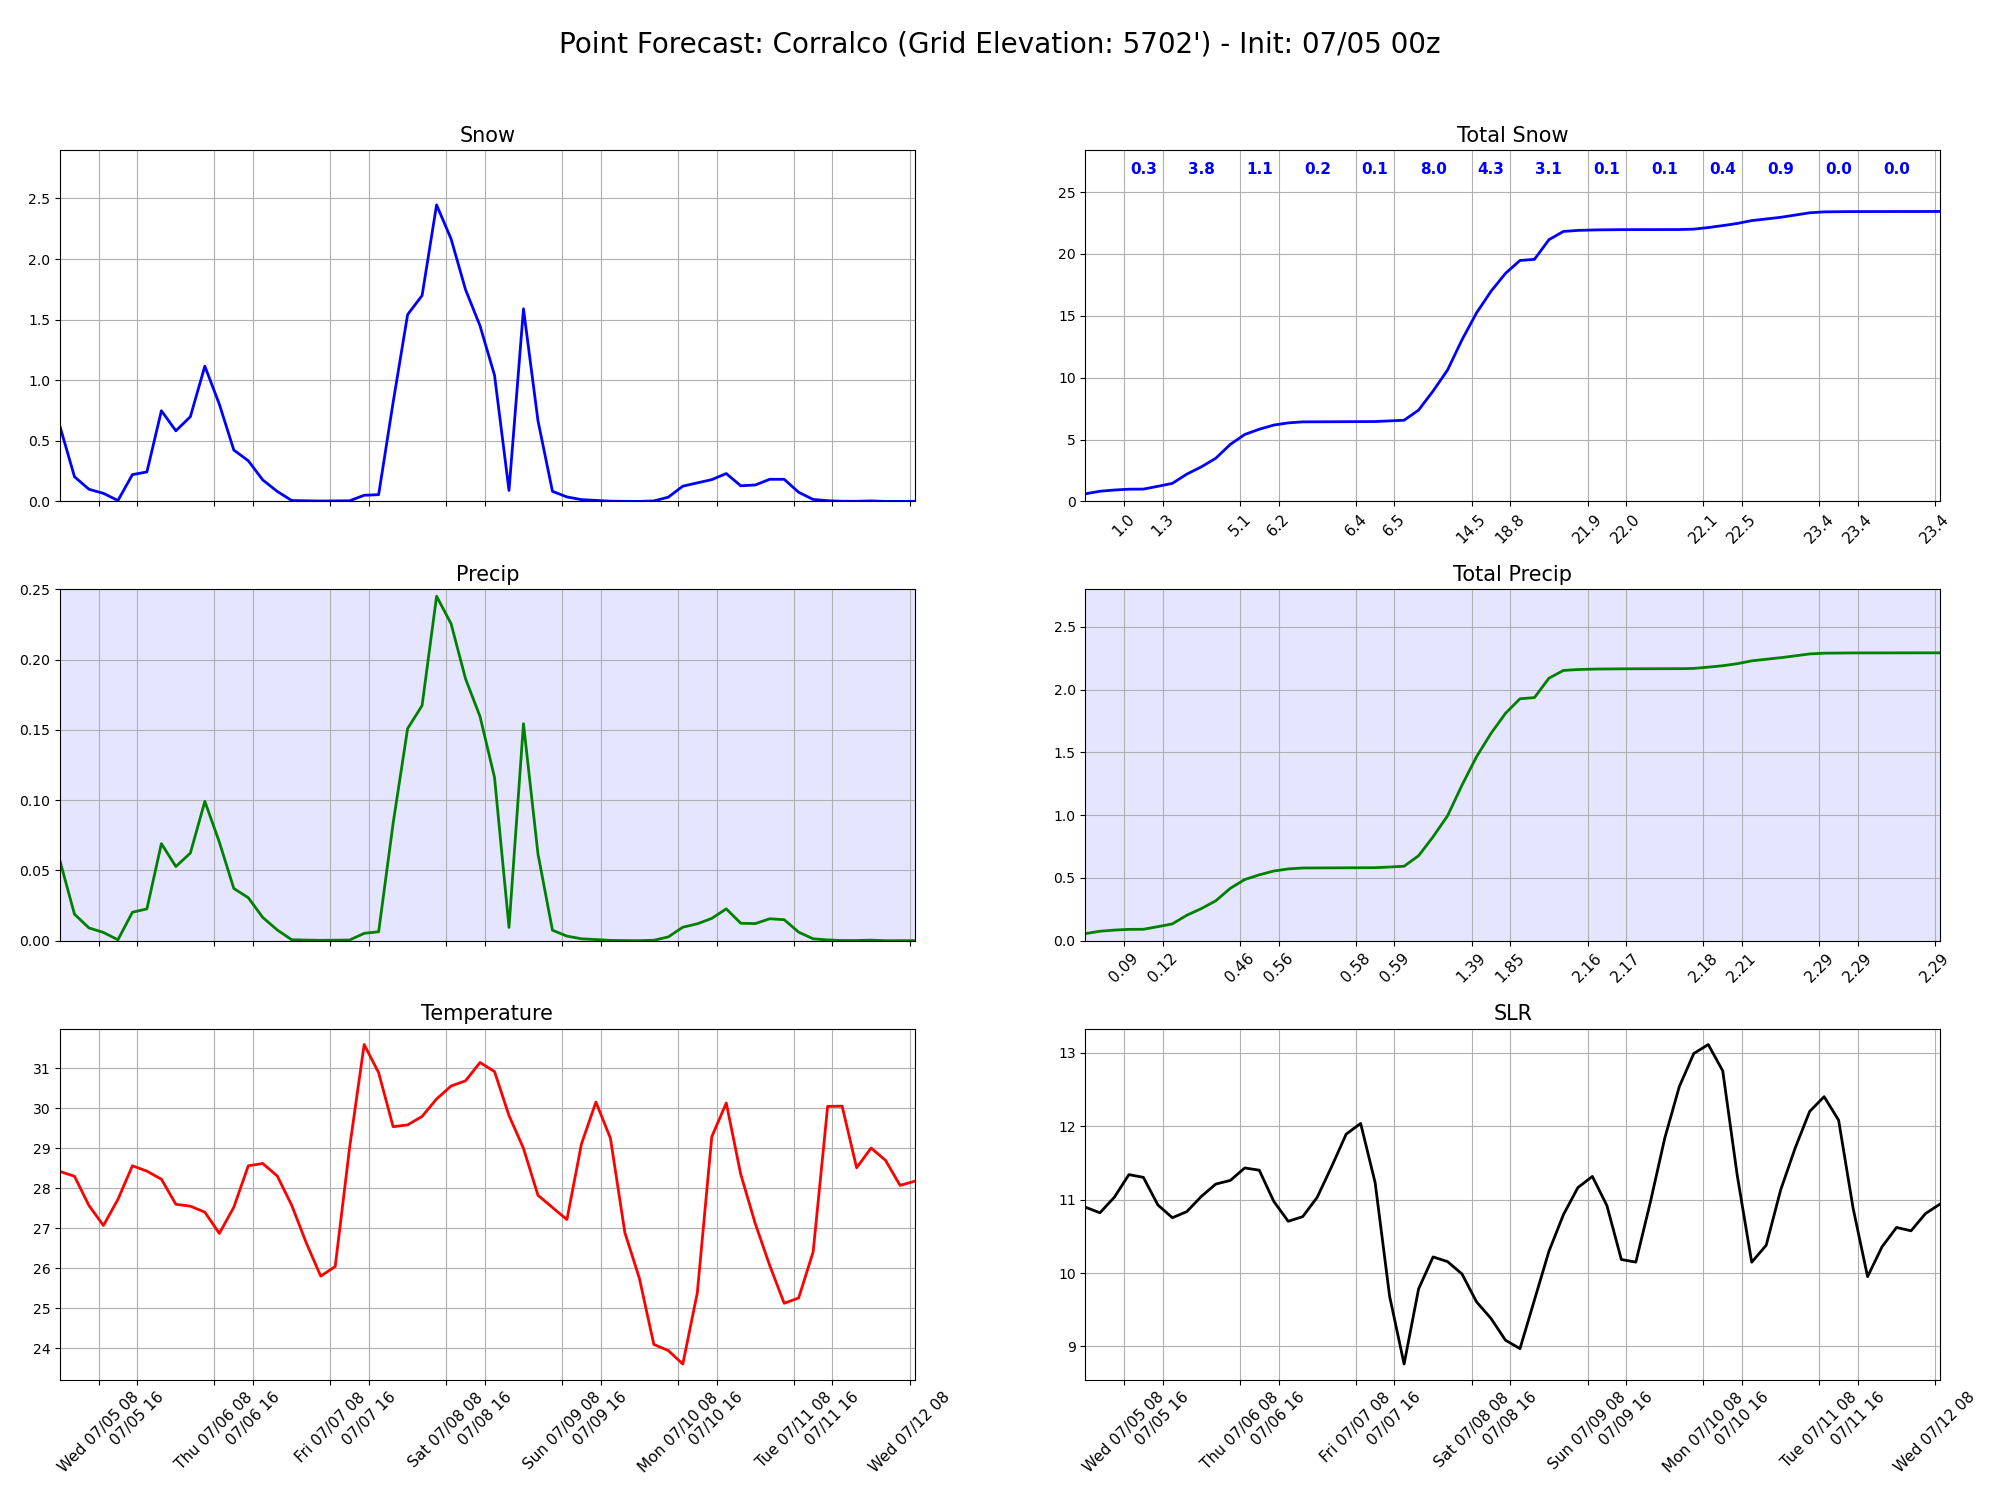 Point Forecast: Corralco (Grid Elevation: 5702') - Init: 07/05 00z
Snow
2.5
2.0
1.5
1.0
0.5
0.0
Total Snow
0.3 3.8 1.1 0.2 0.1 8.0 4.3 3.1 0.1 0.1 0.4 0.9 0.0 0.0
25
20
15
10
5
0
1.0 1.3 5.1 6.2 6.4 6.5 14.5 18.8 21.9 22.0 22.1 22.5 23.4 23.4 23.4
Precip
0.25
0.20
0.15
0.10
0.05
0.00
Total Precip
2.5
2.0
1.5
1.0
0.5
0.0
0.09 0.12 0.46 0.56 0.58 0.59 1.39 1.85 2.16 2.17 2.18 2.21 2.29 2.29 2.29
Temperature
31
30
29
28
27
26
25
24
Wed 07/05 08
07/05 16
Thu 07/06 08
07/06 16
Fri 07/07 08
07/07 16
Sat 07/08 08
07/08 16
Sun 07/09 08
07/09 16
Mon 07/10 08
07/10 16
Tue 07/11 08
07/11 16
Wed 07/12 08
SLR
13
12
11
10
9
Wed 07/05 08
07/05 16
Thu 07/06 08
07/06 16
Fri 07/07 08
07/07 16
Sat 07/08 08
07/08 16
Sun 07/09 08
07/09 16
Mon 07/10 08
07/10 16
Tue 07/11 08
07/11 16
Wed 07/12 08